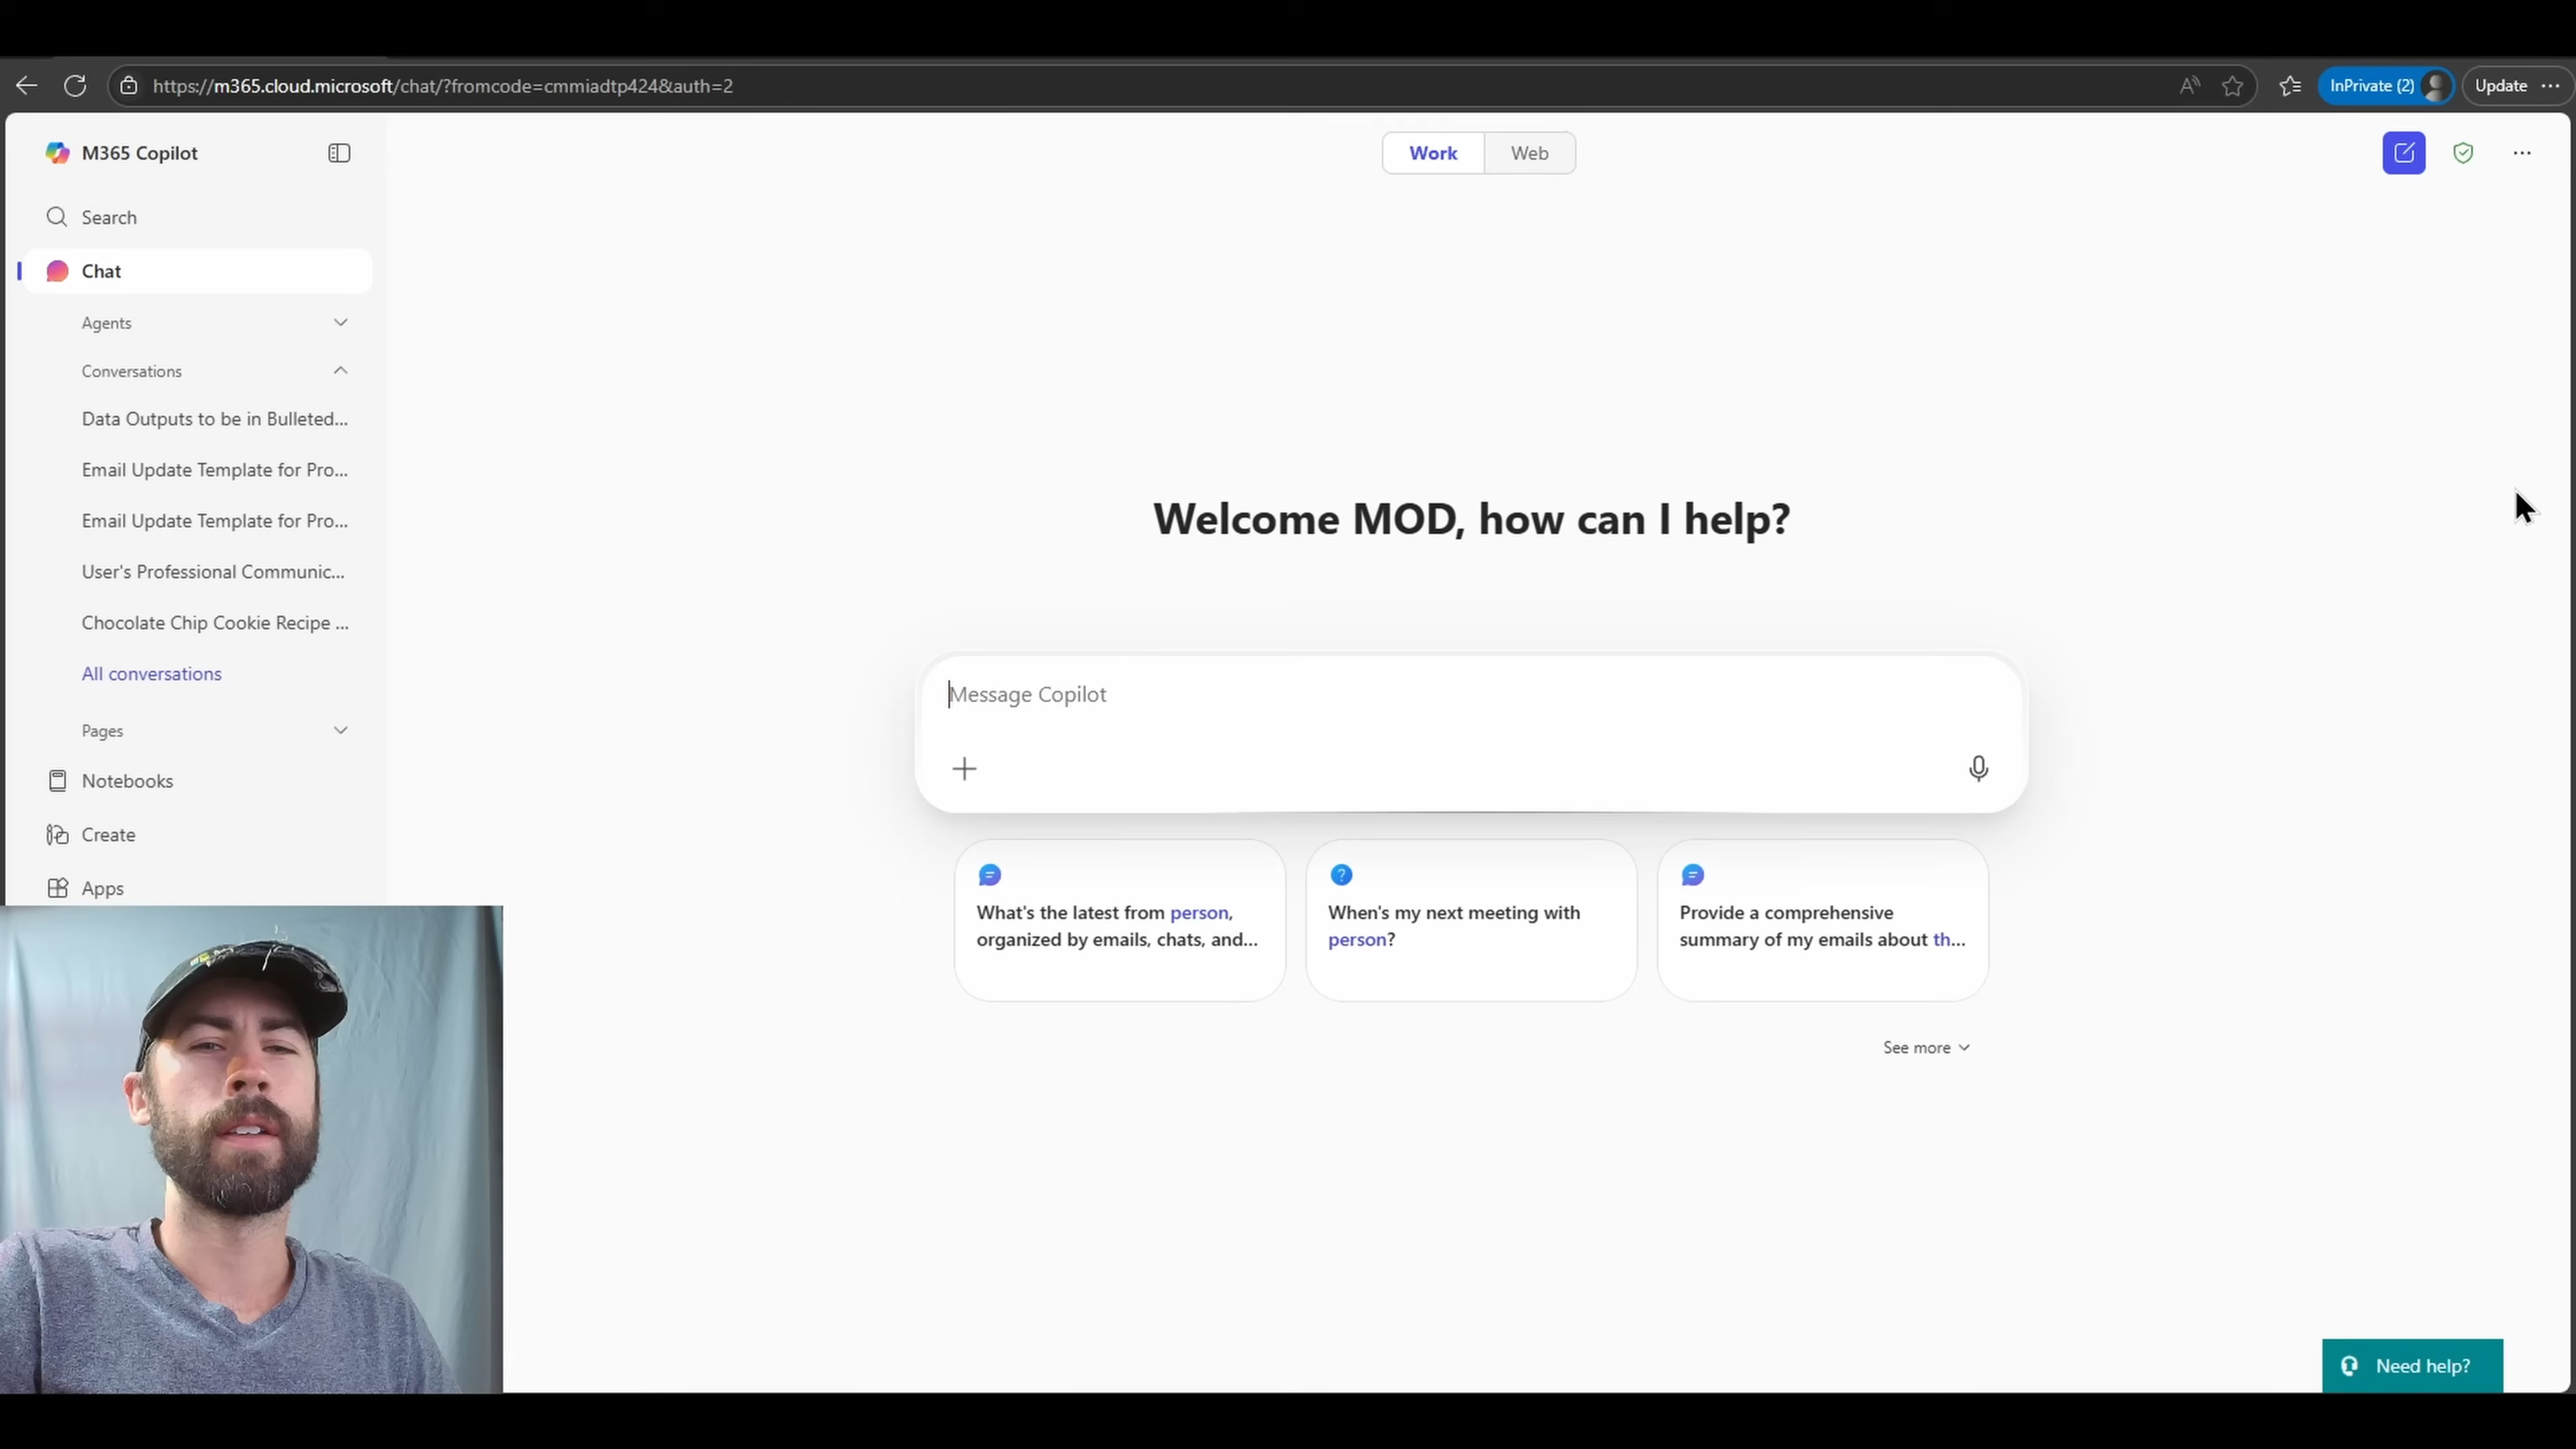 https://m365.cloud.microsoft/chat/?fromcode=cmmiadtp424&auth=2
InPrivate (2)
Update
M365 Copilot
Work
Web
Search
Chat
Agents
Conversations
Data Outputs to be in Bulleted...
Email Update Template for Pro...
Email Update Template for Pro...
User's Professional Communic...
Chocolate Chip Cookie Recipe ...
All conversations
Pages
Notebooks
Create
Apps
Welcome MOD, how can I help?
Message Copilot
What's the latest from person,
organized by emails, chats, and...
When's my next meeting with
person?
Provide a comprehensive
summary of my emails about th...
See more
Need help?